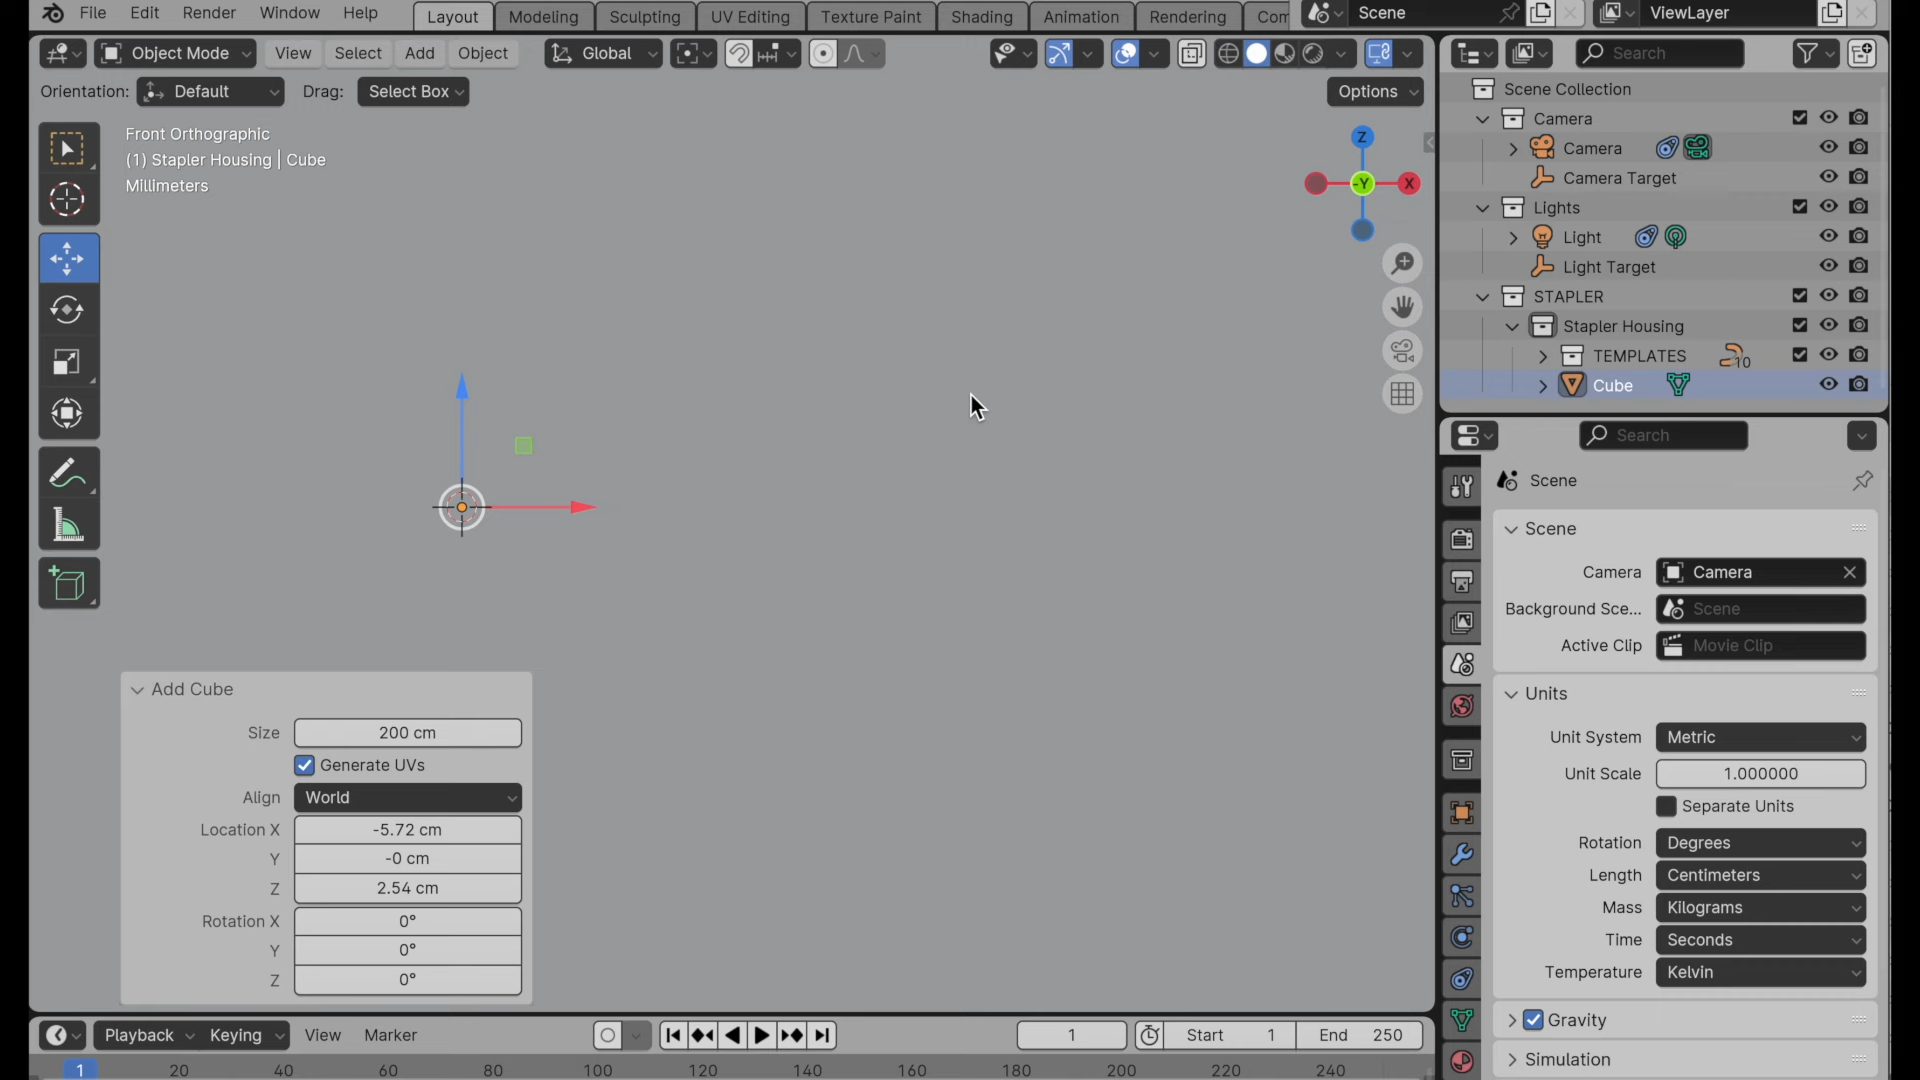 File Edit Render Window Help Layout Modeling Sculpting UV Editing Texture Paint Shading Animation Rendering Com Scene ViewLayer
Object Mode View Select Add Object Global Search
Orientation: Default Drag: Select Box Options
Front Orthographic
(1) Stapler Housing | Cube
Millimeters
Z
-Y
X
Scene Collection
Camera
Camera
Camera Target
Lights
Light
Light Target
STAPLER
Stapler Housing
TEMPLATES 10
Cube
Search
Scene
Scene
Camera Camera
Background Sce... Scene
Active Clip Movie Clip
Units
Unit System Metric
Unit Scale 1.000000
Separate Units
Rotation Degrees
Length Centimeters
Mass Kilograms
Time Seconds
Temperature Kelvin
Gravity
Simulation
Add Cube
Size 200 cm
Generate UVs
Align World
Location X -5.72 cm
Y -0 cm
Z 2.54 cm
Rotation X 0°
Y 0°
Z 0°
Playback Keying View Marker 1 Start 1 End 250
1 20 40 60 80 100 120 140 160 180 200 220 240